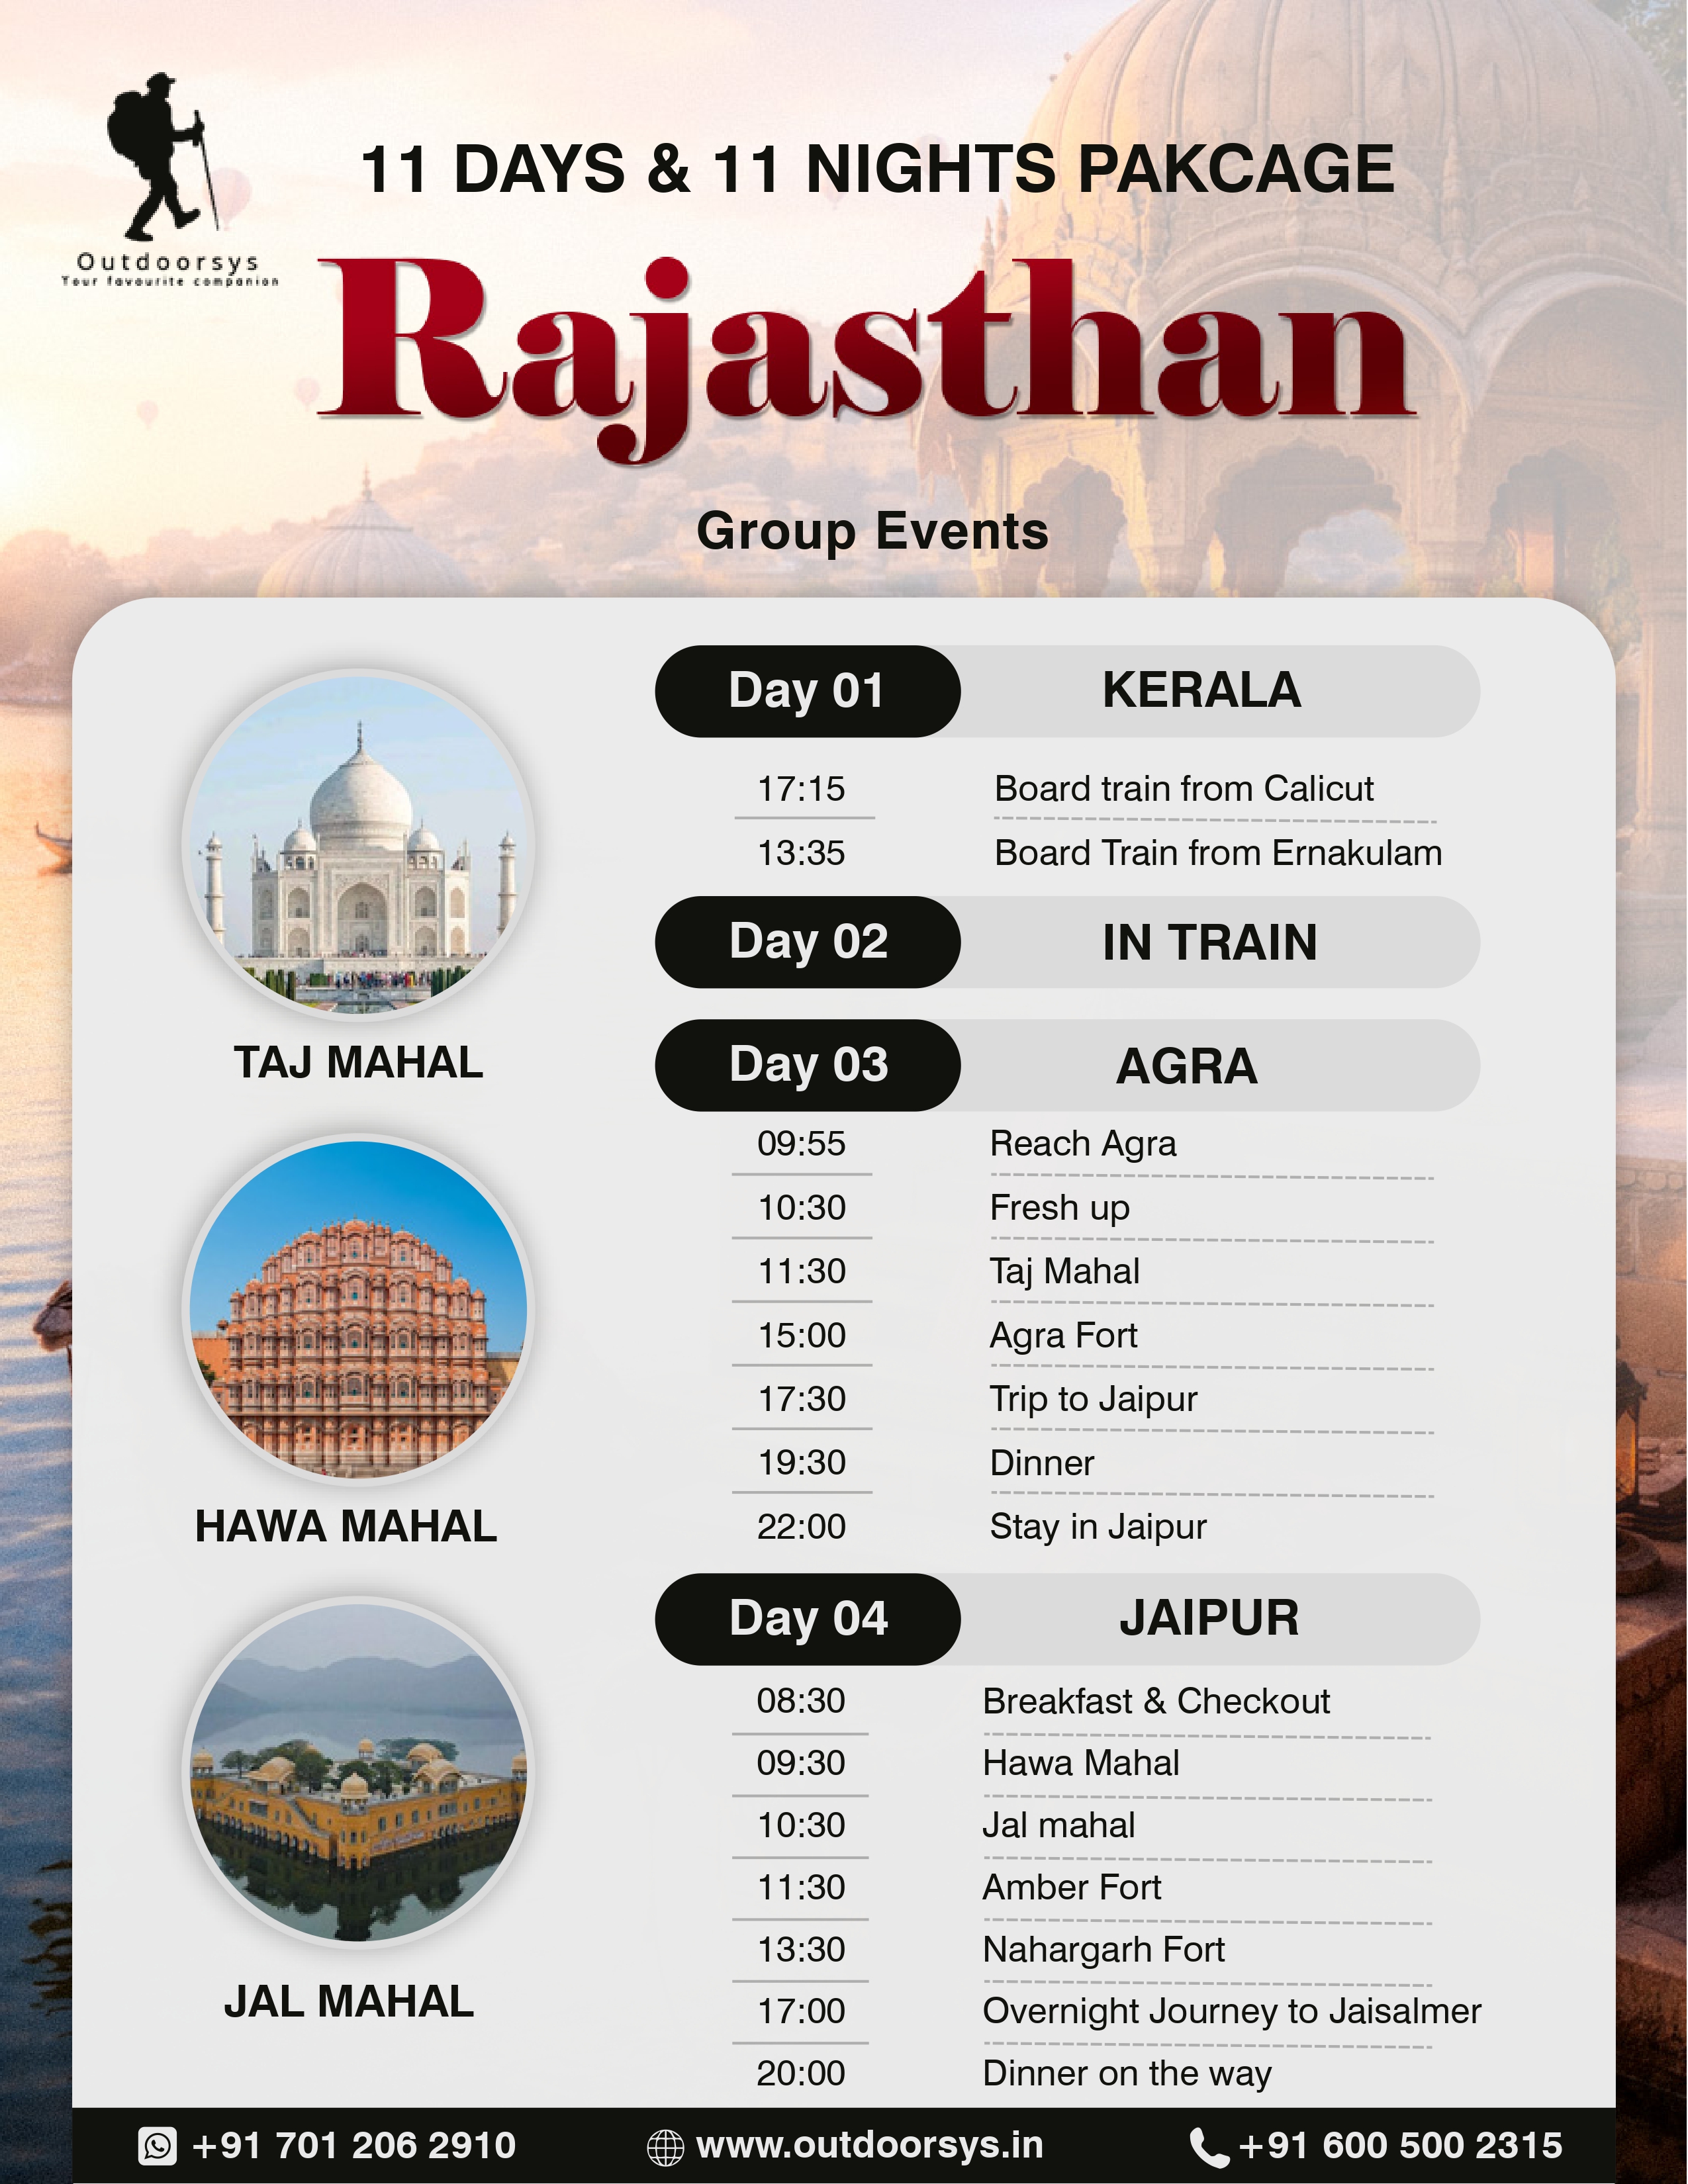 Outdoorsys
Your favourite companion
11 DAYS & 11 NIGHTS PAKCAGE
Rajasthan
Group Events
TAJ MAHAL
HAWA MAHAL
JAL MAHAL
Day 01 KERALA
17:15 Board train from Calicut
13:35 Board Train from Ernakulam
Day 02 IN TRAIN
Day 03 AGRA
09:55 Reach Agra
10:30 Fresh up
11:30 Taj Mahal
15:00 Agra Fort
17:30 Trip to Jaipur
19:30 Dinner
22:00 Stay in Jaipur
Day 04 JAIPUR
08:30 Breakfast & Checkout
09:30 Hawa Mahal
10:30 Jal mahal
11:30 Amber Fort
13:30 Nahargarh Fort
17:00 Overnight Journey to Jaisalmer
20:00 Dinner on the way
+91 701 206 2910 www.outdoorsys.in +91 600 500 2315